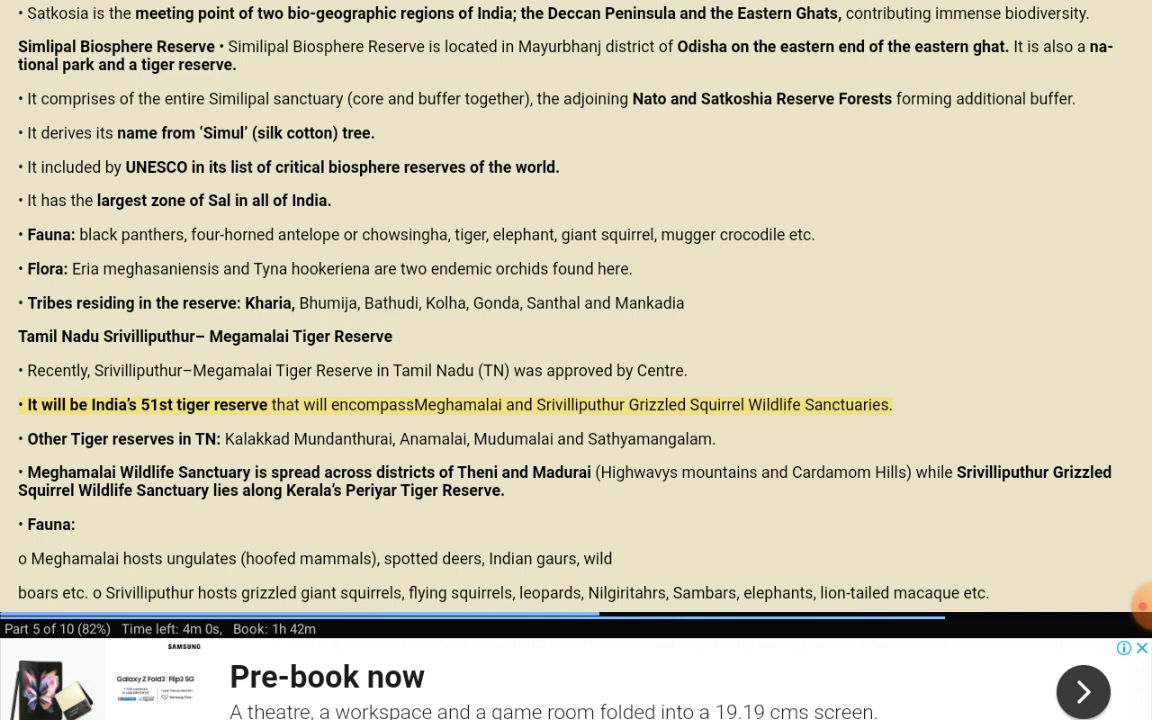 • Satkosia is the meeting point of two bio-geographic regions of India; the Deccan Peninsula and the Eastern Ghats, contributing immense biodiversity.
Simlipal Biosphere Reserve • Similipal Biosphere Reserve is located in Mayurbhanj district of Odisha on the eastern end of the eastern ghat. It is also a na-
tional park and a tiger reserve.
• It comprises of the entire Similipal sanctuary (core and buffer together), the adjoining Nato and Satkoshia Reserve Forests forming additional buffer.
• It derives its name from ‘Simul’ (silk cotton) tree.
• It included by UNESCO in its list of critical biosphere reserves of the world.
• It has the largest zone of Sal in all of India.
• Fauna: black panthers, four-horned antelope or chowsingha, tiger, elephant, giant squirrel, mugger crocodile etc.
• Flora: Eria meghasaniensis and Tyna hookeriena are two endemic orchids found here.
• Tribes residing in the reserve: Kharia, Bhumija, Bathudi, Kolha, Gonda, Santhal and Mankadia
Tamil Nadu Srivilliputhur– Megamalai Tiger Reserve
• Recently, Srivilliputhur–Megamalai Tiger Reserve in Tamil Nadu (TN) was approved by Centre.
• It will be India’s 51st tiger reserve that will encompassMeghamalai and Srivilliputhur Grizzled Squirrel Wildlife Sanctuaries.
• Other Tiger reserves in TN: Kalakkad Mundanthurai, Anamalai, Mudumalai and Sathyamangalam.
• Meghamalai Wildlife Sanctuary is spread across districts of Theni and Madurai (Highwavys mountains and Cardamom Hills) while Srivilliputhur Grizzled
Squirrel Wildlife Sanctuary lies along Kerala’s Periyar Tiger Reserve.
• Fauna:
o Meghamalai hosts ungulates (hoofed mammals), spotted deers, Indian gaurs, wild
boars etc. o Srivilliputhur hosts grizzled giant squirrels, flying squirrels, leopards, Nilgiritahrs, Sambars, elephants, lion-tailed macaque etc.
Part 5 of 10 (82%) Time left: 4m 0s, Book: 1h 42m
SAMSUNG
Galaxy Z Fold3 Flip3 5G
Pre-book now
A theatre, a workspace and a game room folded into a 19.19 cms screen.